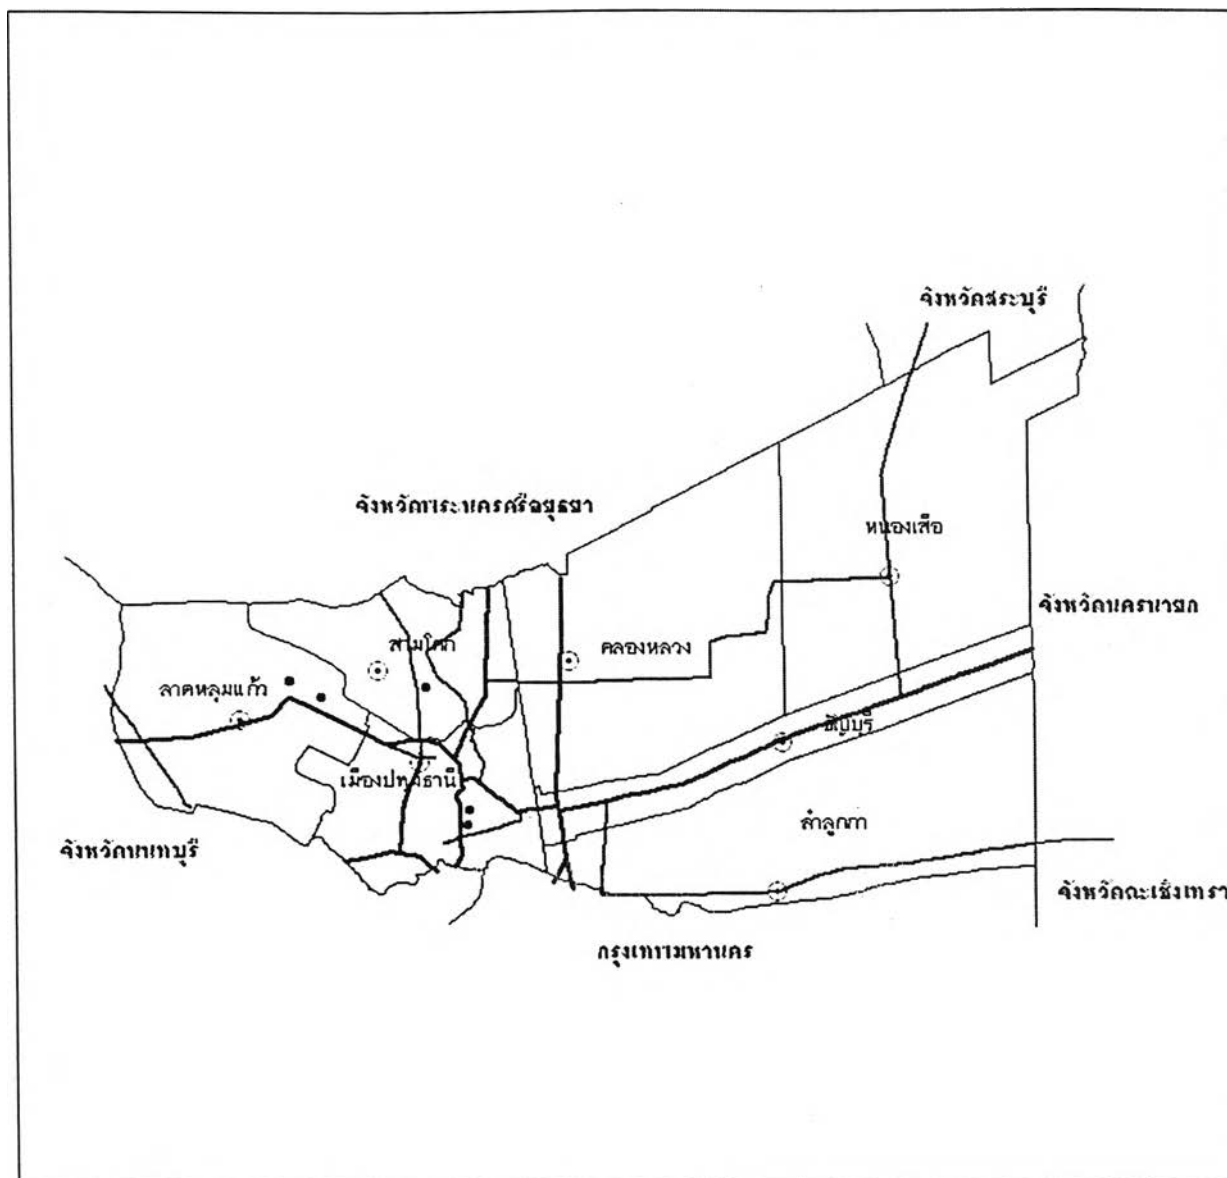 จังหวัดสระบุรี
จังหวัดพระนครศรีอยุธยา
หนองเสือ
จังหวัดนครนายก
สามโคก
คลองหลวง
ลาดหลุมแก้ว
ธัญบุรี
เมืองปทุมธานี
ลำลูกกา
จังหวัดนนทบุรี
จังหวัดฉะเชิงเทรา
กรุงเทพมหานคร